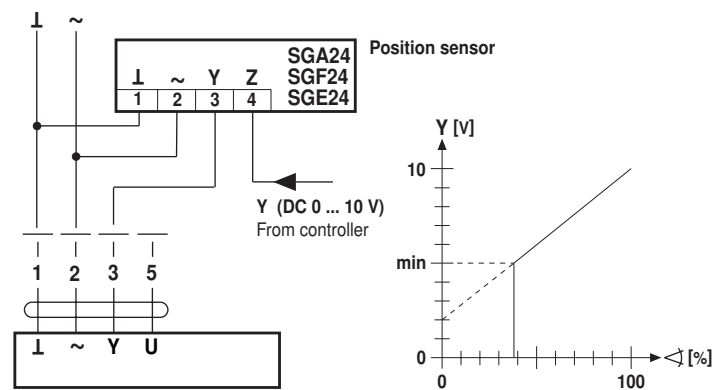 ⊥ ~
SGA24
SGF24
SGE24
⊥ ~ Y Z
1 2 3 4
Position sensor
Y (DC 0 ... 10 V)
From controller
1 2 3 5
⊥ ~ Y U
Y [V]
10
min
0
0 100
∢ [%]